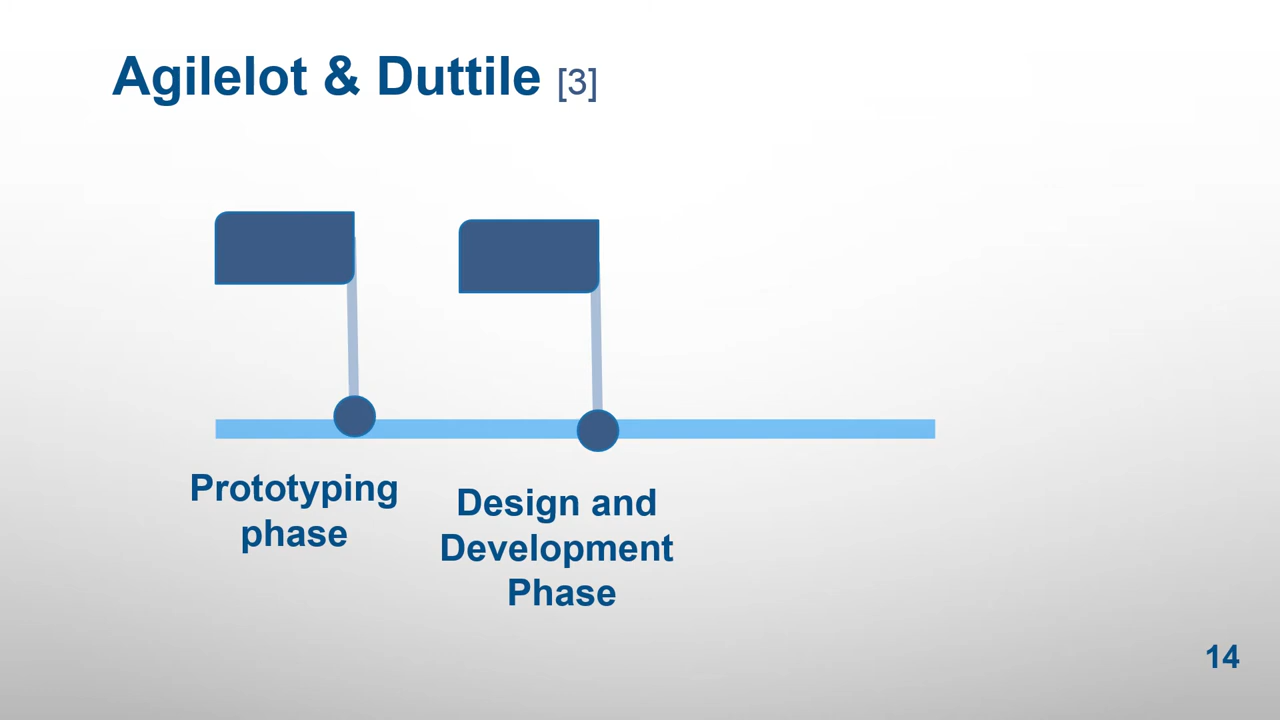 Agilelot & Duttile [3]
Prototyping
phase
Design and
Development
Phase
14